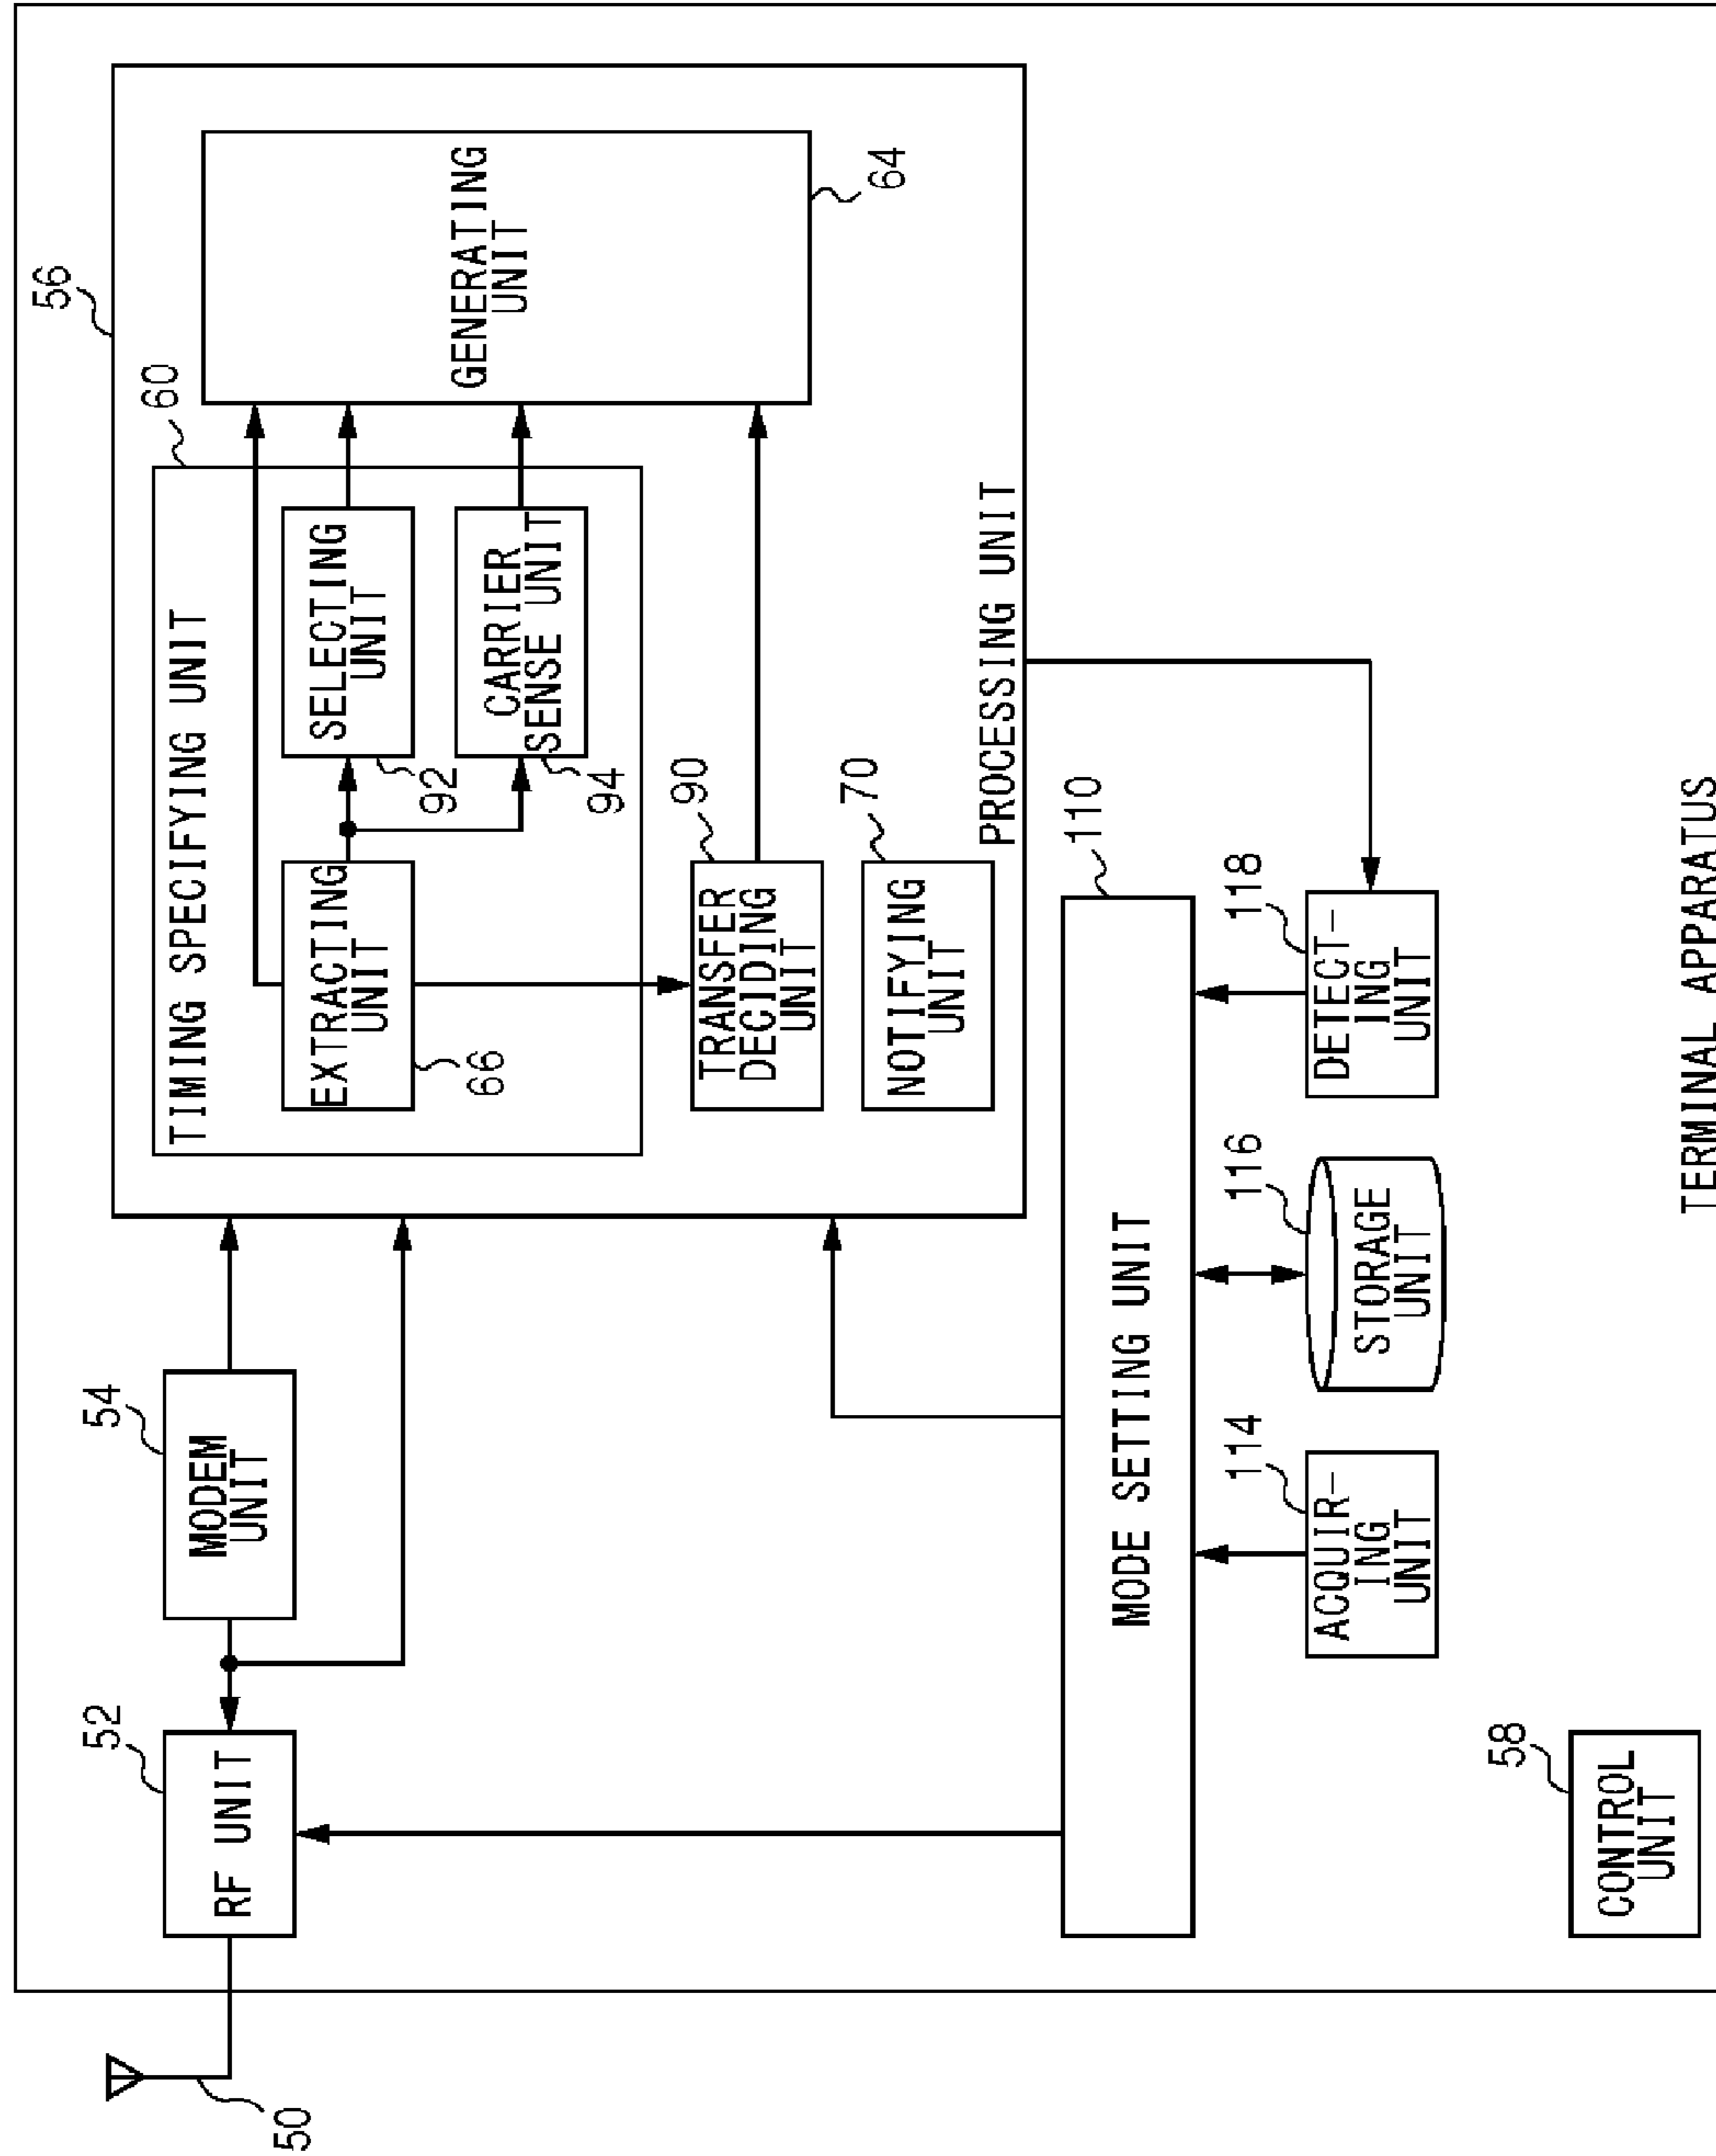 56
52
54
60
TIMING SPECIFYING UNIT
RF UNIT
MODEM
UNIT
EXTRACTING
UNIT
SELECTING
UNIT
GENERATING
UNIT
50
66
92
CARRIER
SENSE UNIT
94
90
64
TRANSFER
DECIDING
UNIT
70
NOTIFYING
UNIT
PROCESSING UNIT
110
MODE SETTING UNIT
114
116
118
ACQUIR-
ING
UNIT
STORAGE
UNIT
DETECT-
ING
UNIT
58
CONTROL
UNIT
TERMINAL APPARATUS